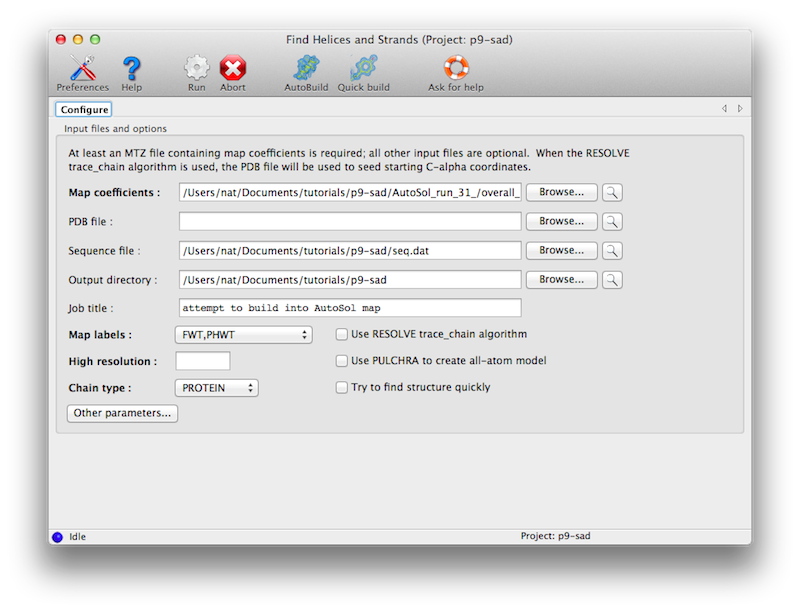 Find Helices and Strands (Project: p9-sad)
Preferences Help Run Abort AutoBuild Quick build Ask for help
Configure
Input files and options
At least an MTZ file containing map coefficients is required; all other input files are optional. When the RESOLVE
trace_chain algorithm is used, the PDB file will be used to seed starting C-alpha coordinates.
Map coefficients : /Users/nat/Documents/tutorials/p9-sad/AutoSol_run_31_/overall_ Browse...
PDB file : Browse...
Sequence file : /Users/nat/Documents/tutorials/p9-sad/seq.dat Browse...
Output directory : /Users/nat/Documents/tutorials/p9-sad Browse...
Job title : attempt to build into AutoSol map
Map labels : FWT,PHWT Use RESOLVE trace_chain algorithm
High resolution : Use PULCHRA to create all-atom model
Chain type : PROTEIN Try to find structure quickly
Other parameters...
Idle Project: p9-sad